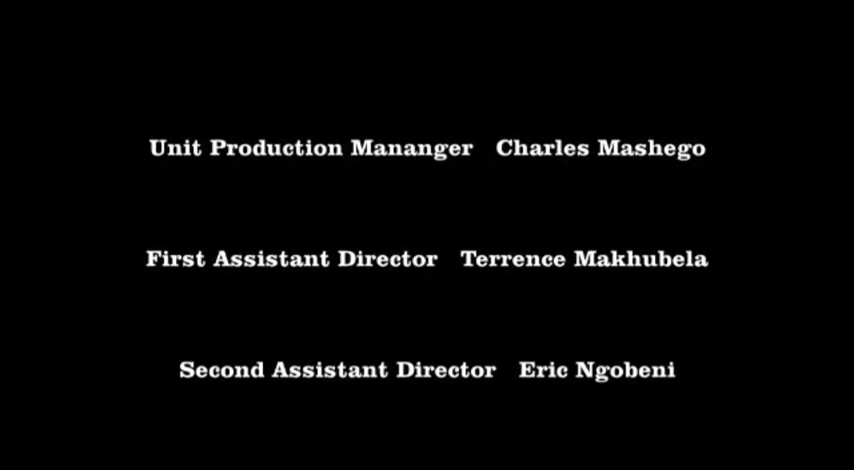 Unit Production Mananger Charles Mashego
First Assistant Director Terrence Makhubela
Second Assistant Director Eric Ngobeni